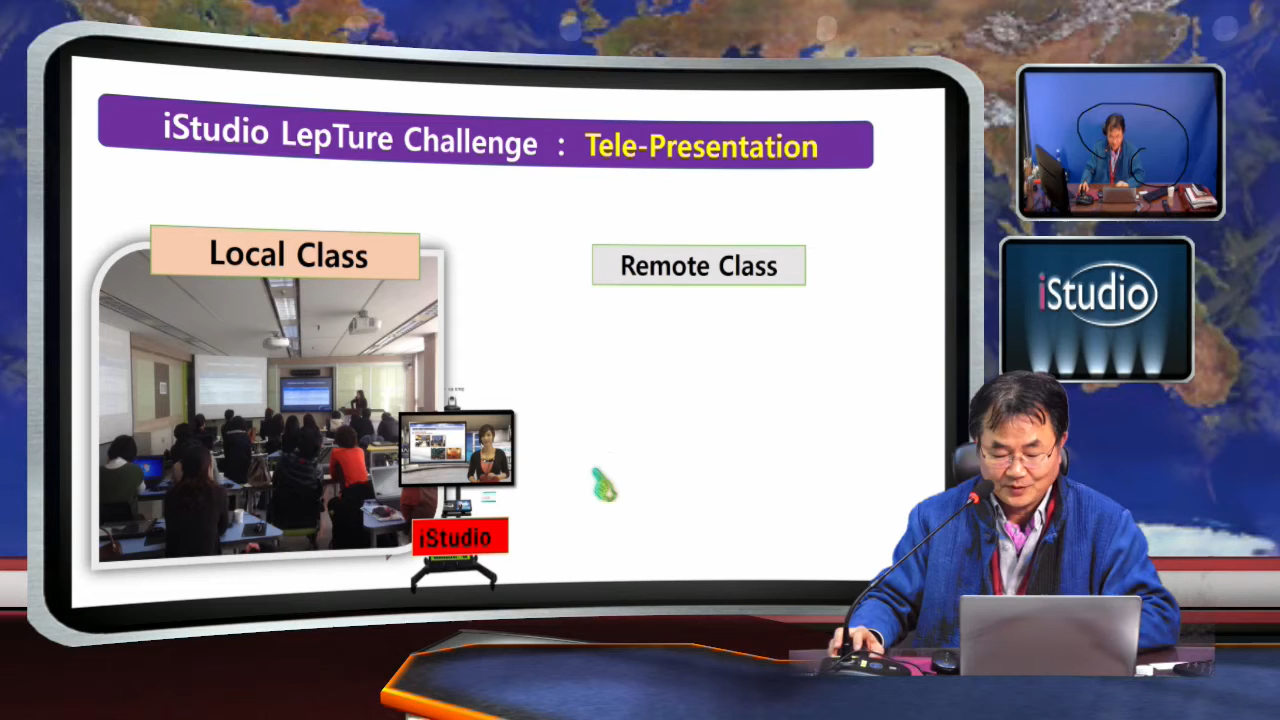 iStudio LepTure Challenge : Tele-Presentation
Local Class
Remote Class
iStudio
iStudio